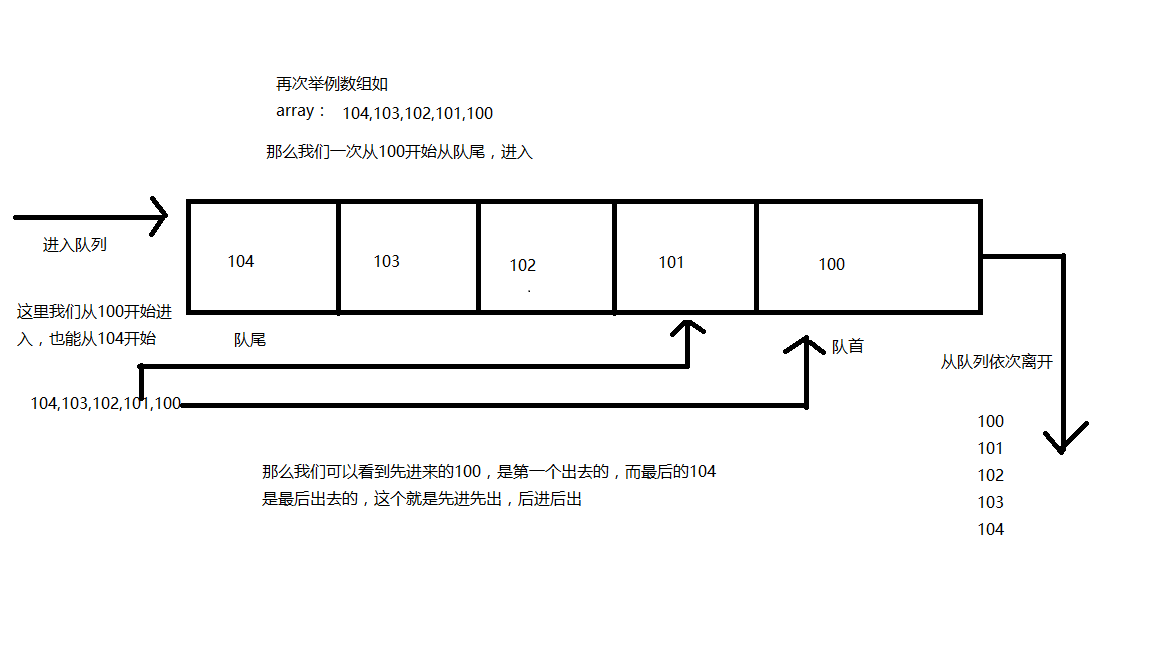 再次举例数组如
array： 104,103,102,101,100
那么我们一次从100开始从队尾，进入
进入队列
104 103 102 101 100
这里我们从100开始进
入，也能从104开始
队尾
队首
从队列依次离开
104,103,102,101,100
100
101
102
103
104
那么我们可以看到先进来的100，是第一个出去的，而最后的104
是最后出去的，这个就是先进先出，后进后出